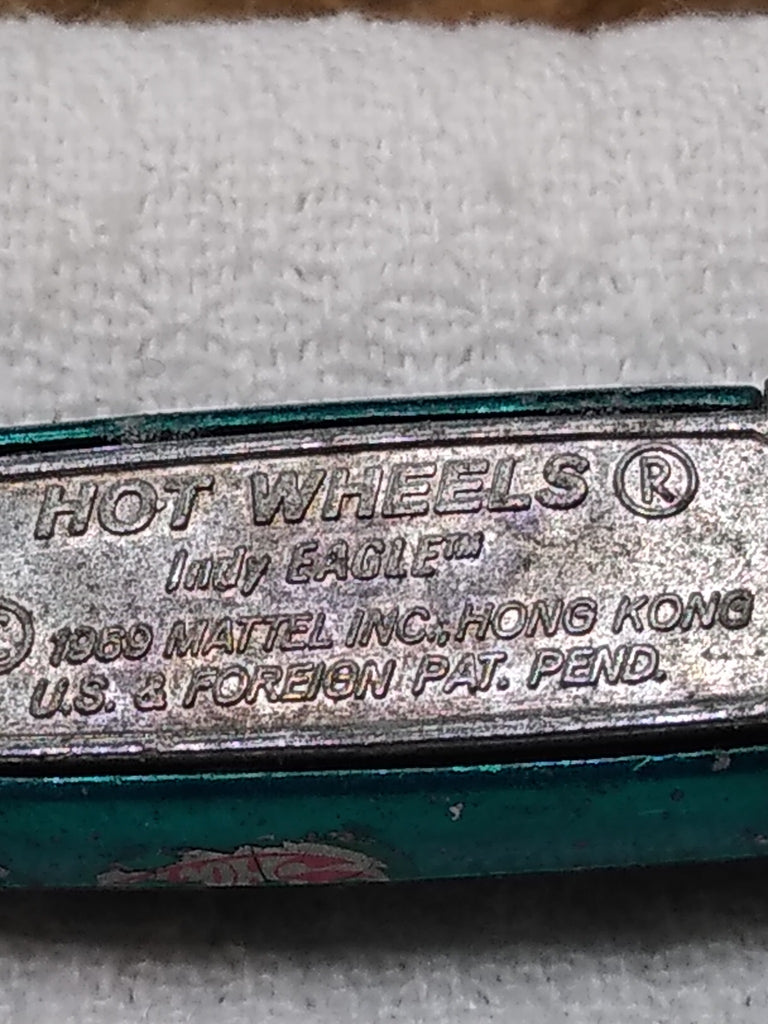 HOT WHEELS ®
Indy EAGLE™
© 1969 MATTEL INC., HONG KONG
U.S. & FOREIGN PAT. PEND.